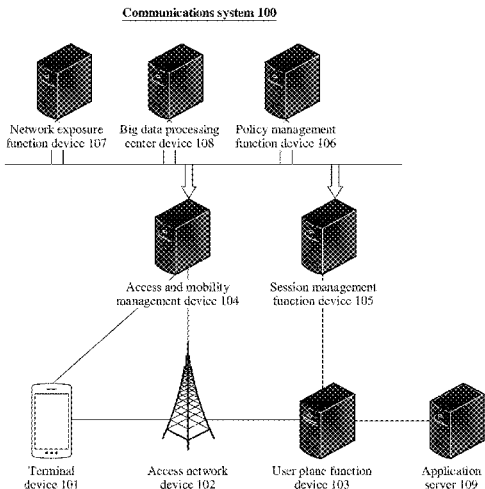 Communications system 100
Network exposure
function device 107
Big data processing
center device 108
Policy management
function device 106
Access and mobility
management device 104
Session management
function device 105
Terminal
device 101
Access network
device 102
User plane function
device 103
Application
server 109